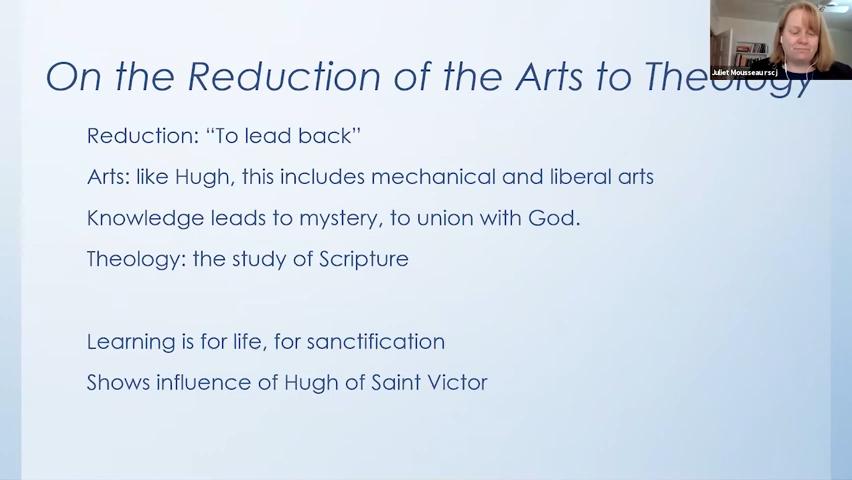 On the Reduction of the Arts to Theology
Juliet Mousseau rscj
Reduction: “To lead back”
Arts: like Hugh, this includes mechanical and liberal arts
Knowledge leads to mystery, to union with God.
Theology: the study of Scripture
Learning is for life, for sanctification
Shows influence of Hugh of Saint Victor